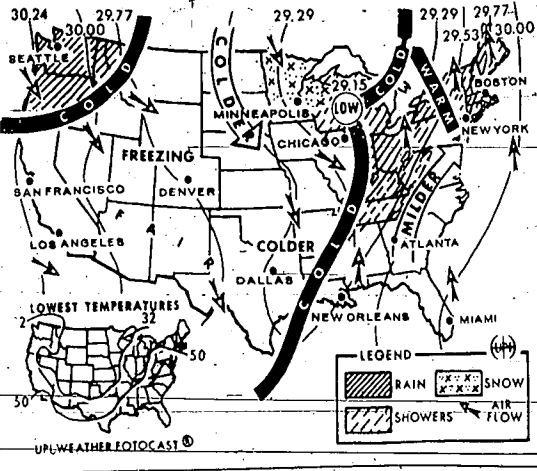 30.24 29.77 29.29 29.29 29.77
30.00 29.53 30.00
SEATTLE
COLD
COLDER
29.15
LOW
COLD
WARM
BOSTON
MINNEAPOLIS
NEW YORK
CHICAGO
FREEZING
SAN FRANCISCO
DENVER
FAIR
COLD
MILDER
LOS ANGELES
COLDER
ATLANTA
DALLAS
NEW ORLEANS
MIAMI
LOWEST TEMPERATURES
2 32
50
50
LEGEND
UPI
RAIN
SNOW
SHOWERS
AIR FLOW
UPI WEATHER FOTOCAST ®